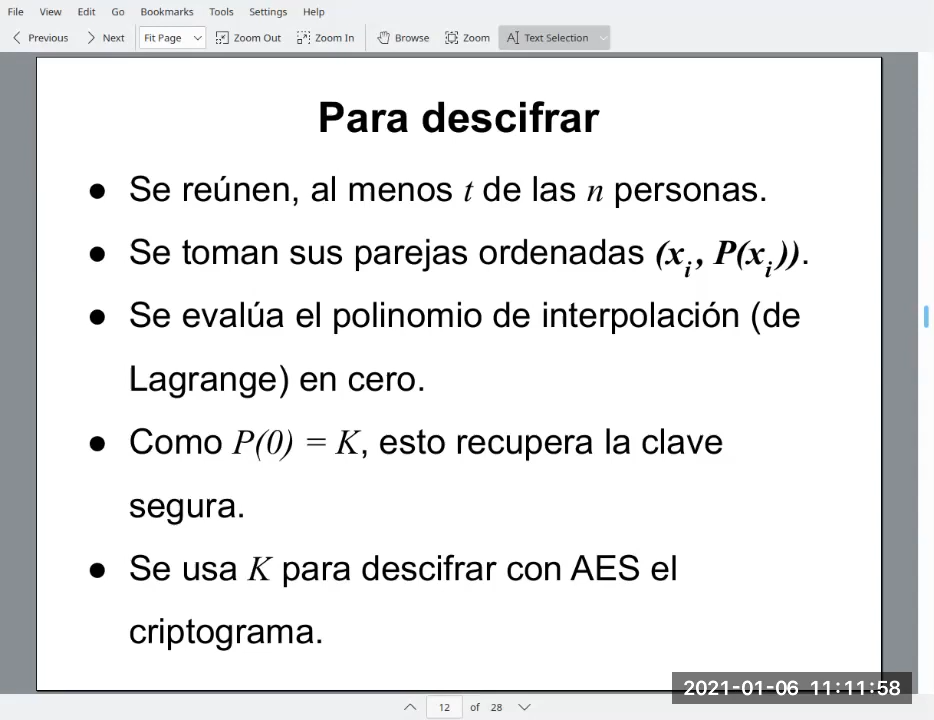 File View Edit Go Bookmarks Tools Settings Help
Previous Next Fit Page Zoom Out Zoom In Browse Zoom Text Selection
Para descifrar
● Se reúnen, al menos t de las n personas.
● Se toman sus parejas ordenadas (xᵢ, P(xᵢ)).
● Se evalúa el polinomio de interpolación (de
Lagrange) en cero.
● Como P(0) = K, esto recupera la clave
segura.
● Se usa K para descifrar con AES el
criptograma.
2021-01-06 11:11:58
12 of 28